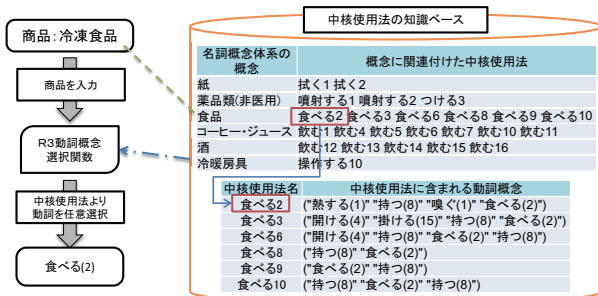 中核使用法の知識ベース
商品：冷凍食品
商品を入力
R3動詞概念
選択関数
中核使用法より
動詞を任意選択
食べる(2)
名詞概念体系の
概念
概念に関連付けた中核使用法
紙 拭く1 拭く2
薬品類(非医用) 噴射する1 噴射する2 つける3
食品 食べる2 食べる3 食べる6 食べる8 食べる9 食べる10
コーヒー・ジュース 飲む1 飲む4 飲む5 飲む6 飲む7 飲む10 飲む11
酒 飲む12 飲む13 飲む14 飲む15 飲む16
冷暖房具 操作する10
中核使用法名 中核使用法に含まれる動詞概念
食べる2 ("熱する(1)" "持つ(8)" "嗅ぐ(1)" "食べる(2)")
食べる3 ("開ける(4)" "掛ける(15)" "持つ(8)" "食べる(2)")
食べる6 ("開ける(4)" "持つ(8)" "食べる(2)" "持つ(8)")
食べる8 ("持つ(8)" "食べる(2)")
食べる9 ("食べる(2)" "持つ(8)")
食べる10 ("持つ(8)" "食べる(2)" "持つ(8)")